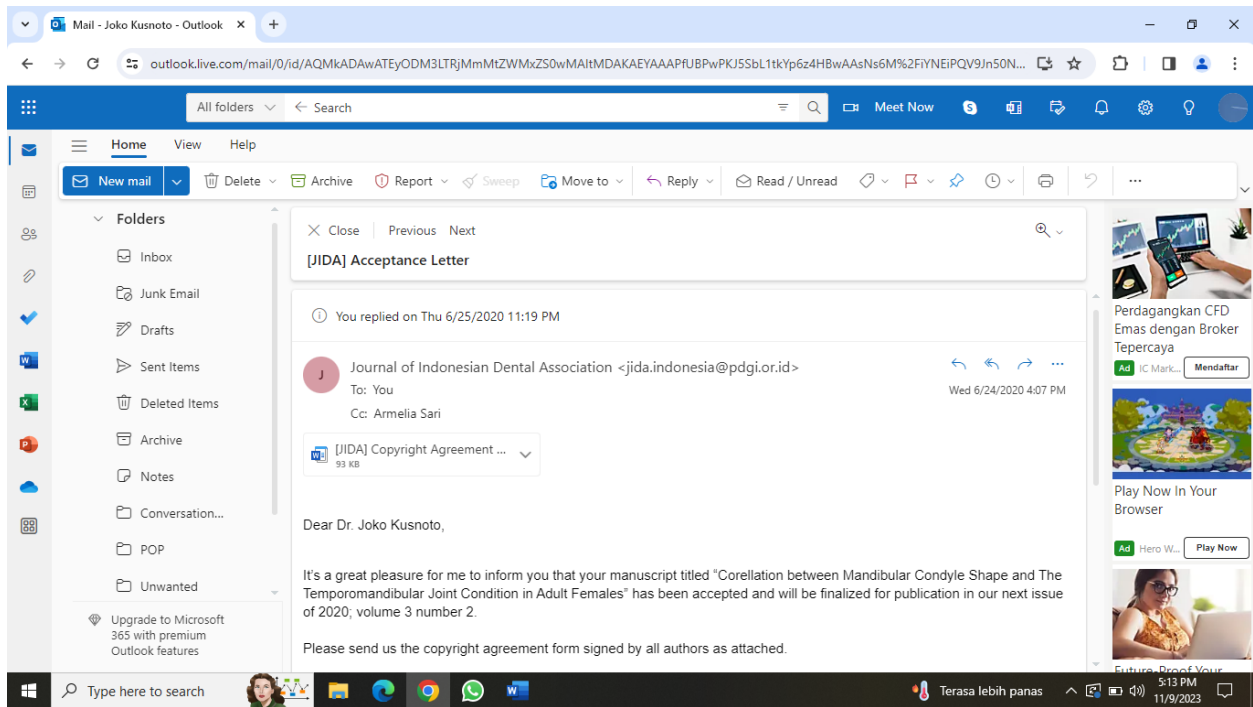 Mail - Joko Kusnoto - Outlook
outlook.live.com/mail/0/id/AQMkADAwATEyODM3LTRjMmMtZWMxZS0wMAItMDAKAEYAAAPfUBPwPKJ5SbL1tkYp6z4HBwAAsNs6M%2FiYNEiPQV9Jn50N...
All folders
Search
Meet Now
Home View Help
New mail
Delete
Archive
Report
Sweep
Move to
Reply
Read / Unread
Folders
Inbox
Junk Email
Drafts
Sent Items
Deleted Items
Archive
Notes
Conversation...
POP
Unwanted
Upgrade to Microsoft
365 with premium
Outlook features
Close Previous Next
[JIDA] Acceptance Letter
You replied on Thu 6/25/2020 11:19 PM
J
Journal of Indonesian Dental Association <jida.indonesia@pdgi.or.id>
To: You
Cc: Armelia Sari
Wed 6/24/2020 4:07 PM
[JIDA] Copyright Agreement ...
93 KB
Dear Dr. Joko Kusnoto,
It's a great pleasure for me to inform you that your manuscript titled “Corellation between Mandibular Condyle Shape and The
Temporomandibular Joint Condition in Adult Females” has been accepted and will be finalized for publication in our next issue
of 2020; volume 3 number 2.
Please send us the copyright agreement form signed by all authors as attached.
Perdagangkan CFD
Emas dengan Broker
Tepercaya
Ad IC Mark... Mendaftar
Play Now In Your
Browser
Ad Hero W... Play Now
Future-Proof Your
Type here to search
Terasa lebih panas
5:13 PM
11/9/2023